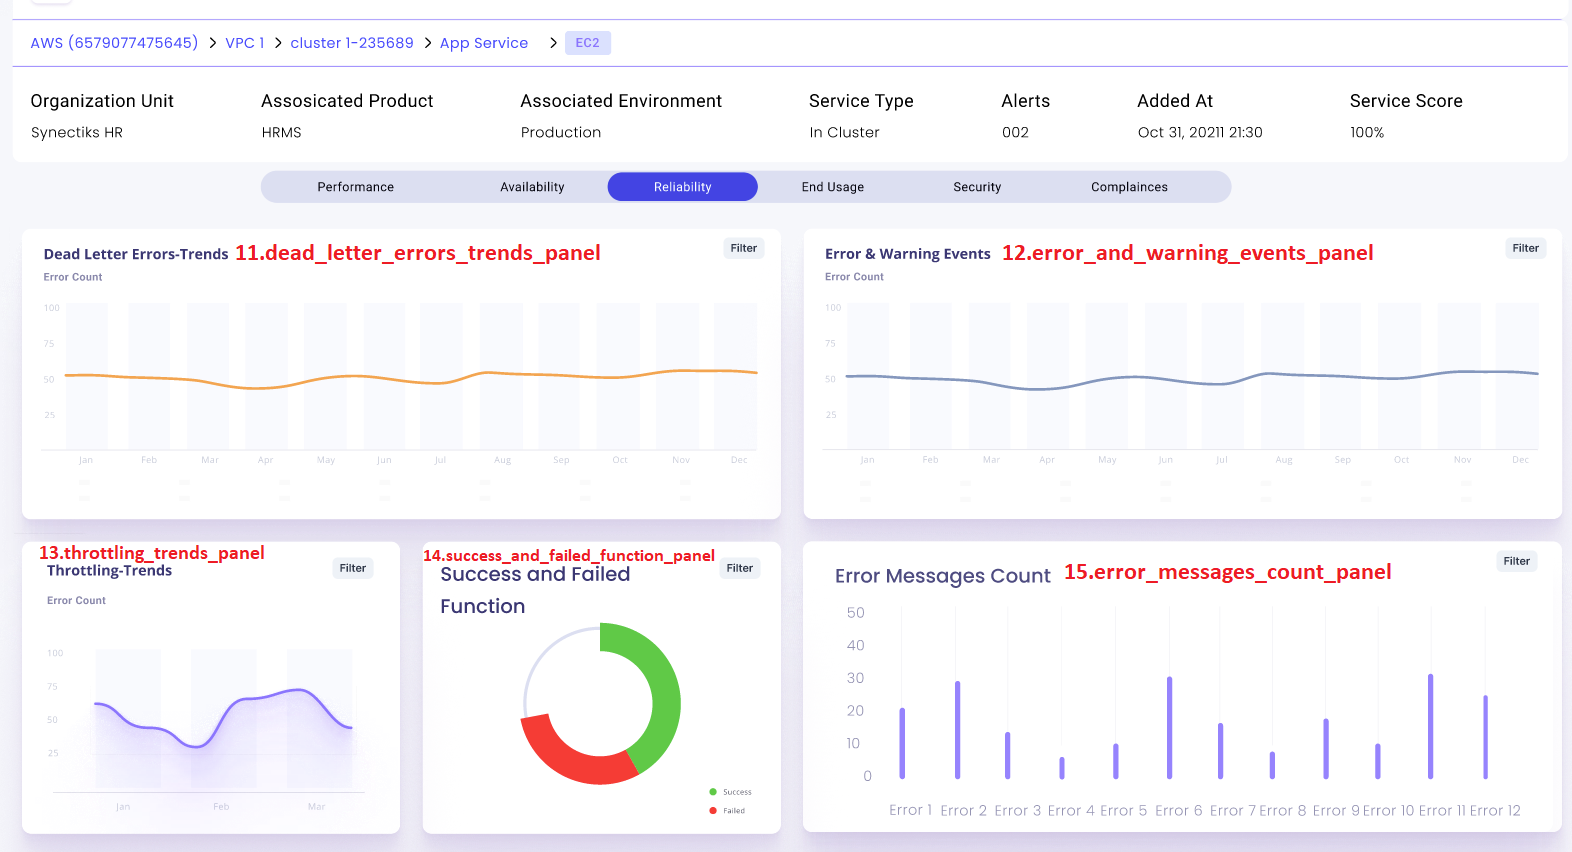 AWS (6579077475645) > VPC 1 > cluster 1-235689 > App Service > EC2
Organization Unit Assosicated Product Associated Environment Service Type Alerts Added At Service Score
Synectiks HR HRMS Production In Cluster 002 Oct 31, 20211 21:30 100%
Performance Availability Reliability End Usage Security Complainces
Dead Letter Errors-Trends 11.dead_letter_errors_trends_panel Filter
Error Count
100
75
50
25
Jan Feb Mar Apr May Jun Jul Aug Sep Oct Nov Dec
Error & Warning Events 12.error_and_warning_events_panel Filter
Error Count
100
75
50
25
Jan Feb Mar Apr May Jun Jul Aug Sep Oct Nov Dec
13.throttling_trends_panel
Throttling-Trends Filter
Error Count
100
75
50
25
Jan Feb Mar
14.success_and_failed_function_panel
Success and Failed Filter
Function
Success
Failed
Error Messages Count 15.error_messages_count_panel Filter
50
40
30
20
10
0
Error 1 Error 2 Error 3 Error 4 Error 5 Error 6 Error 7 Error 8 Error 9 Error 10 Error 11 Error 12